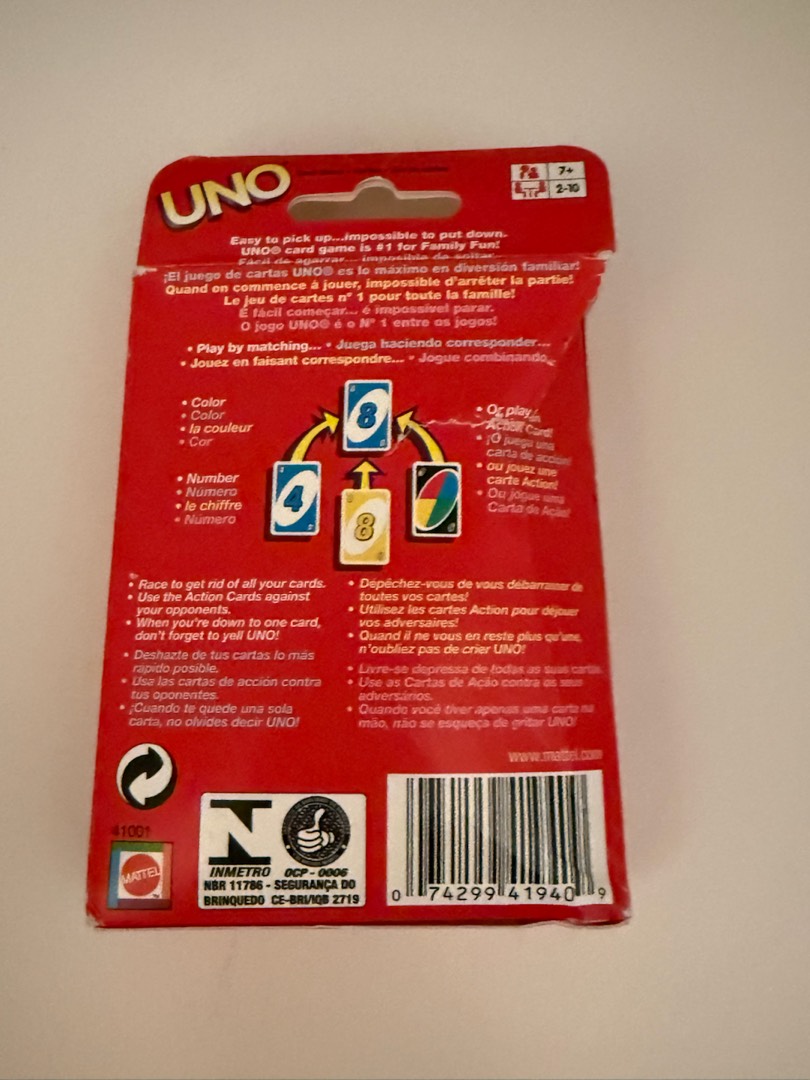 UNO
7+
2-10
Easy to pick up...impossible to put down.
UNO® card game is #1 for Family Fun!
Fácil de agarrar... imposible de soltar.
¡El juego de cartas UNO® es lo máximo en diversión familiar!
Quand on commence à jouer, impossible d'arrêter la partie!
Le jeu de cartes n° 1 pour toute la famille!
É fácil começar... é impossível parar.
O jogo UNO® é o Nº 1 entre os jogos!
• Play by matching... • Juega haciendo corresponder...
• Jouez en faisant correspondre... • Jogue combinando...
• Color
• Color
• la couleur
• Cor
• Number
• Número
• le chiffre
• Número
8
4
8
• Or play an
Action Card!
• ¡O juega una
carta de acción!
• ou jouez une
carte Action!
• Ou jogue uma
Carta de Ação!
• Race to get rid of all your cards.
• Use the Action Cards against
your opponents.
• When you're down to one card,
don't forget to yell UNO!
• Deshazte de tus cartas lo más
rápido posible.
• Usa las cartas de acción contra
tus oponentes.
• ¡Cuando te quede una sola
carta, no olvides decir UNO!
• Dépêchez-vous de vous débarrasser de
toutes vos cartes!
• Utilisez les cartes Action pour déjouer
vos adversaires!
• Quand il ne vous en reste plus qu'une,
n'oubliez pas de crier UNO!
• Livre-se depressa de todas as suas cartas.
• Use as Cartas de Ação contra os seus
adversários.
• Quando você tiver apenas uma carta na
mão, não se esqueça de gritar UNO!
www.mattel.com
41001
MATTEL
N
INMETRO OCP - 0006
NBR 11786 - SEGURANÇA DO
BRINQUEDO CE-BRI/IQB 2719
0 74299 41940 9